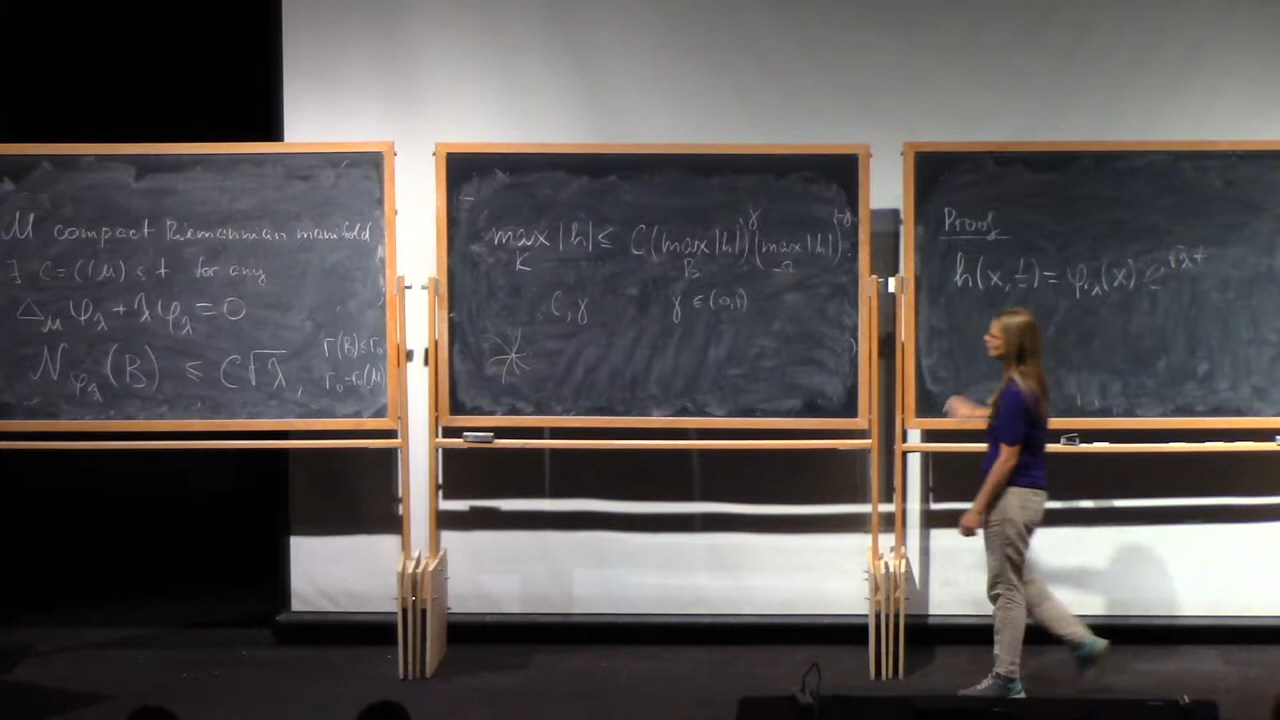 M compact Riemannian manifold
∃ C=C(M) s t for any
Δ_M φ_λ + λ φ_λ = 0
N_{φ_λ}(B) ≤ C√λ, r(B)≤r₀
r₀=r₀(M)
max_K |h| ≤ C(max_B |h|)^γ (max_Ω |h|)^{1-γ}.
C, γ γ ∈ (0,1)
Proof
h(x,t) = φ_λ(x) e^{√λ t}